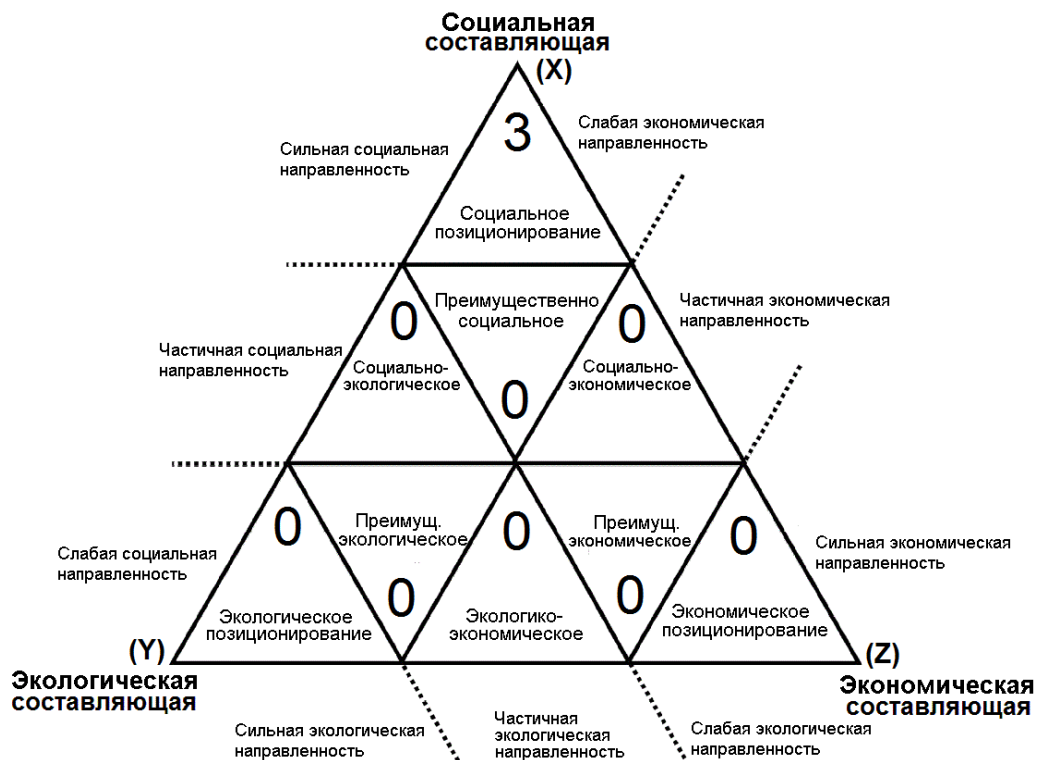 Социальная
составляющая
(X)
Сильная социальная
направленность
3
Слабая экономическая
направленность
Социальное
позиционирование
Частичная социальная
направленность
0
Социально-
экологическое
Преимущественно
социальное
0
0
Социально-
экономическое
Частичная экономическая
направленность
Слабая социальная
направленность
0
Экологическое
позиционирование
Преимущ.
экологическое
0
0
Экологико-
экономическое
Преимущ.
экономическое
0
0
Экономическое
позиционирование
Сильная экономическая
направленность
(Y)
Экологическая
составляющая
(Z)
Экономическая
составляющая
Сильная экологическая
направленность
Частичная
экологическая
направленность
Слабая экологическая
направленность